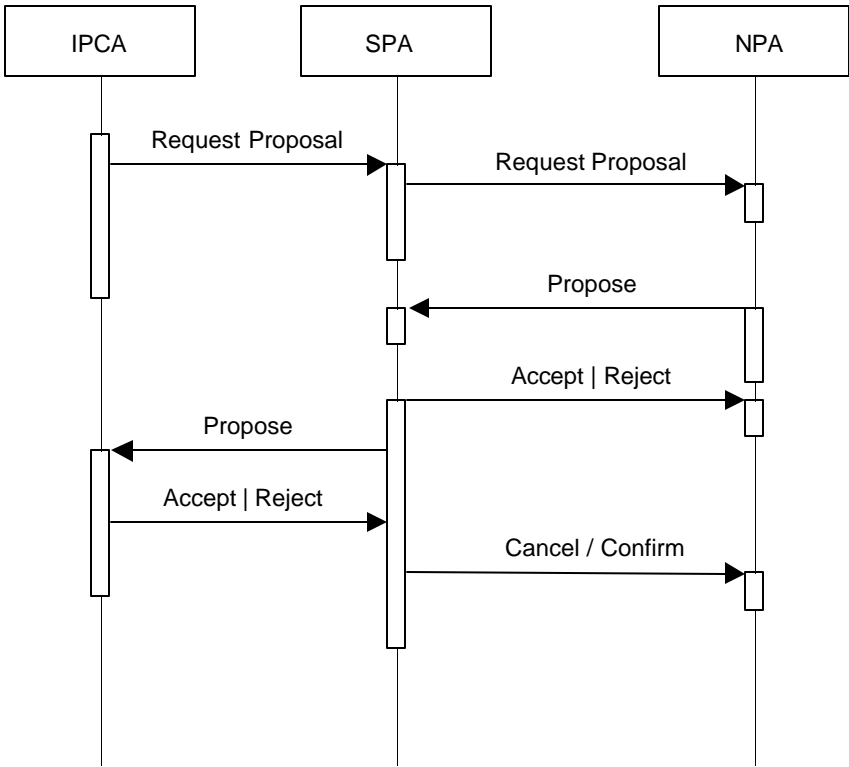 IPCA
SPA
NPA
Request Proposal
Request Proposal
Propose
Accept | Reject
Propose
Accept | Reject
Cancel / Confirm